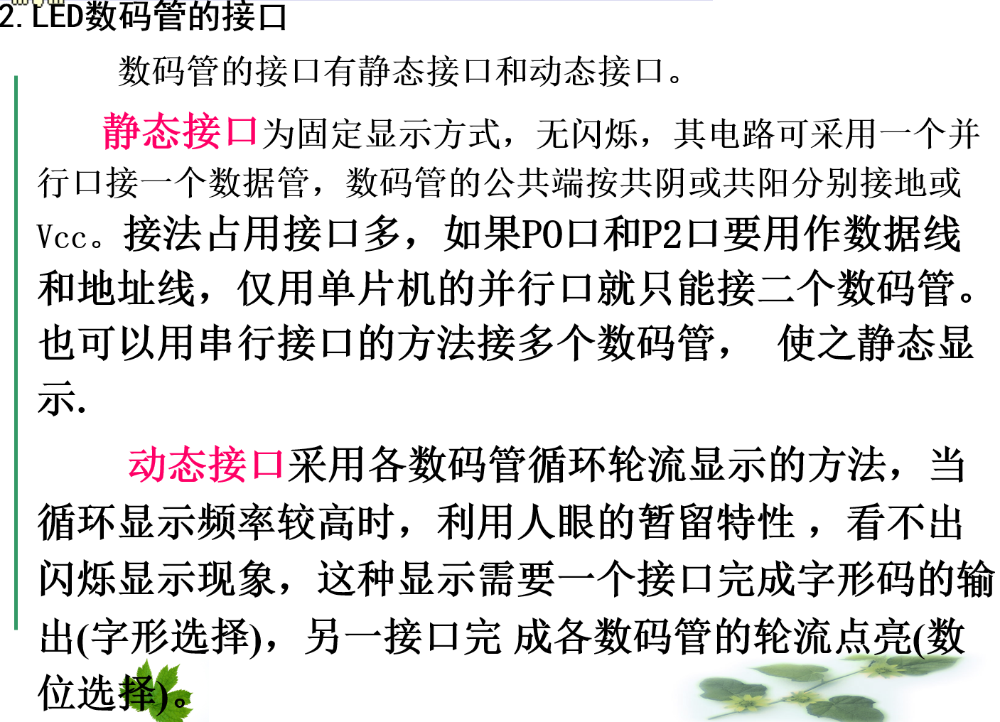 2.LED数码管的接口
数码管的接口有静态接口和动态接口。
静态接口为固定显示方式，无闪烁，其电路可采用一个并
行口接一个数据管，数码管的公共端按共阴或共阳分别接地或
Vcc。接法占用接口多，如果P0口和P2口要用作数据线
和地址线，仅用单片机的并行口就只能接二个数码管。
也可以用串行接口的方法接多个数码管， 使之静态显
示.
动态接口采用各数码管循环轮流显示的方法，当
循环显示频率较高时，利用人眼的暂留特性 ，看不出
闪烁显示现象，这种显示需要一个接口完成字形码的输
出(字形选择)，另一接口完 成各数码管的轮流点亮(数
位选择)。